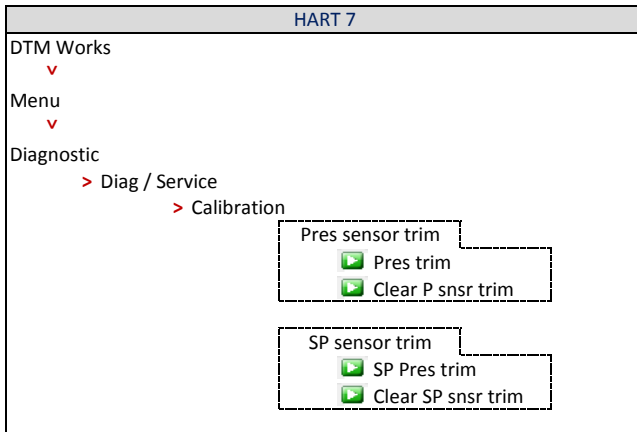 HART 7
DTM Works
v
Menu
v
Diagnostic
> Diag / Service
> Calibration
Pres sensor trim
Pres trim
Clear P snsr trim
SP sensor trim
SP Pres trim
Clear SP snsr trim